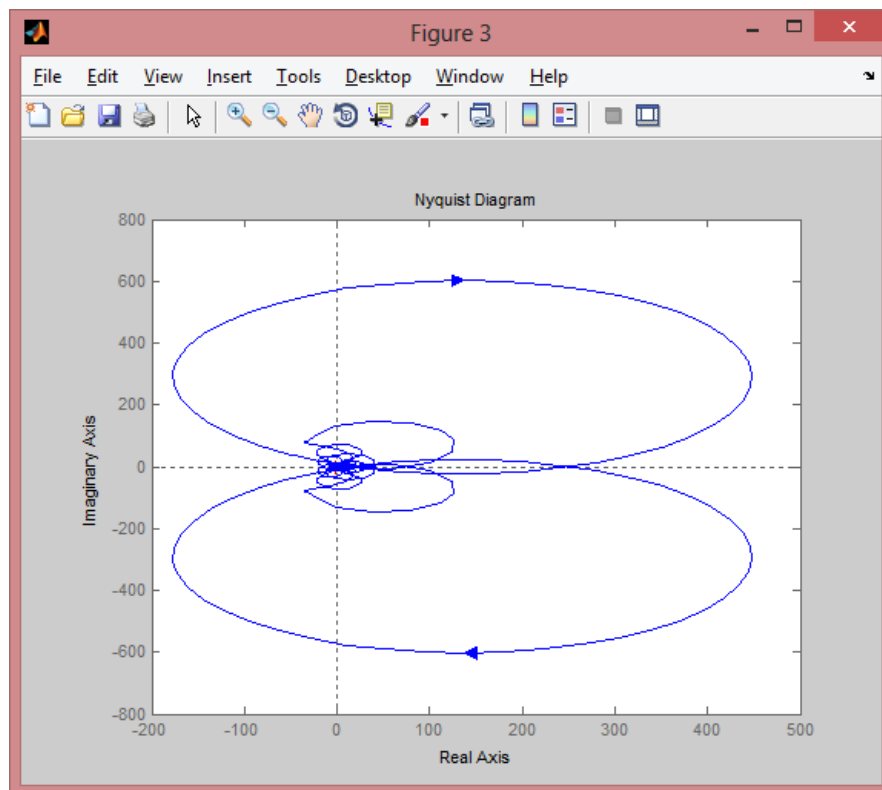 Figure 3
File Edit View Insert Tools Desktop Window Help
Nyquist Diagram
800
600
400
200
0
-200
-400
-600
-800
Imaginary Axis
-200 -100 0 100 200 300 400 500
Real Axis